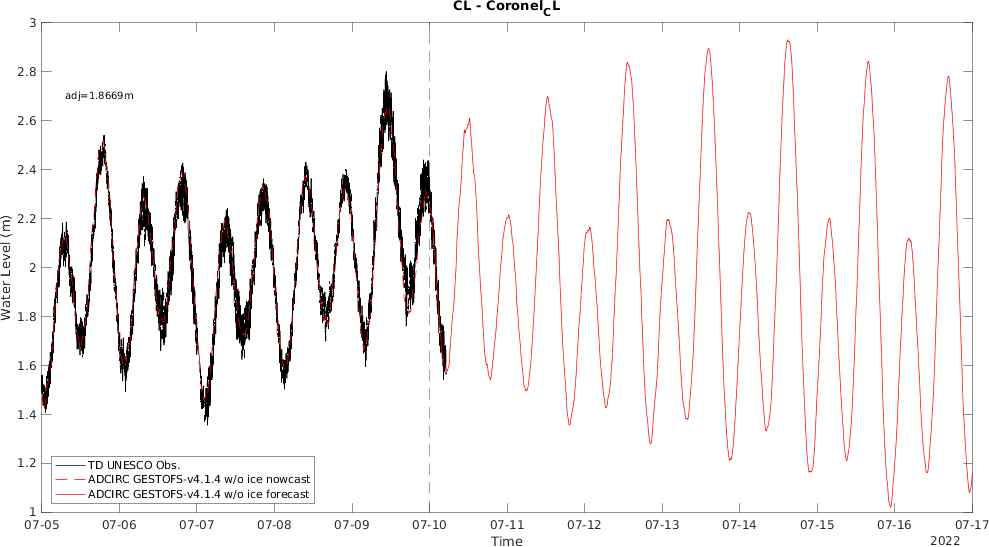 CL - Coronel_CL
3
2.8
adj=1.8669m
2.6
2.4
2.2
2
1.8
1.6
1.4
1.2
1
Water Level (m)
TD UNESCO Obs.
ADCIRC GESTOFS-v4.1.4 w/o ice nowcast
ADCIRC GESTOFS-v4.1.4 w/o ice forecast
07-05 07-06 07-07 07-08 07-09 07-10 07-11 07-12 07-13 07-14 07-15 07-16 07-17
Time
2022